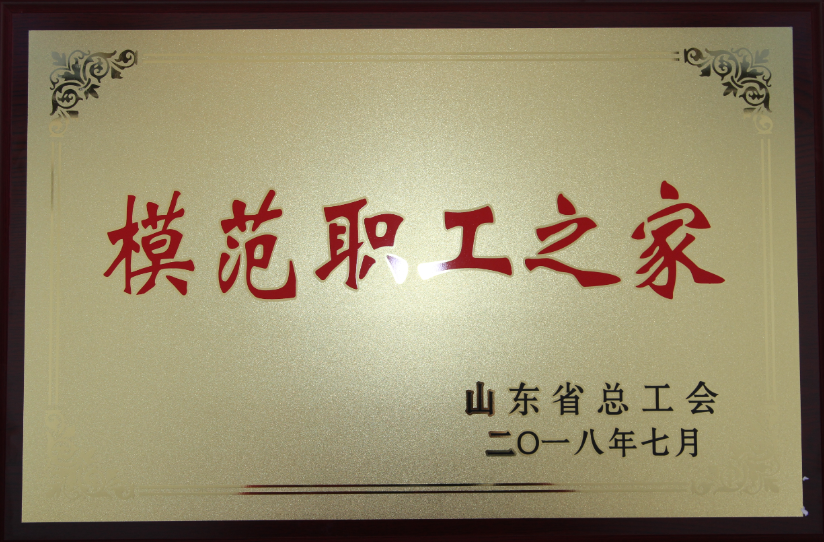 模范职工之家
山东省总工会
二〇一八年七月